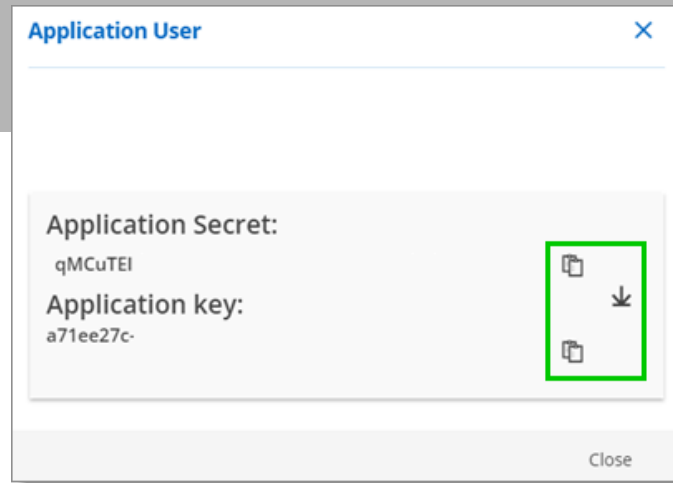 Application User
Application Secret:
qMCuTEI
Application key:
a71ee27c-
Close